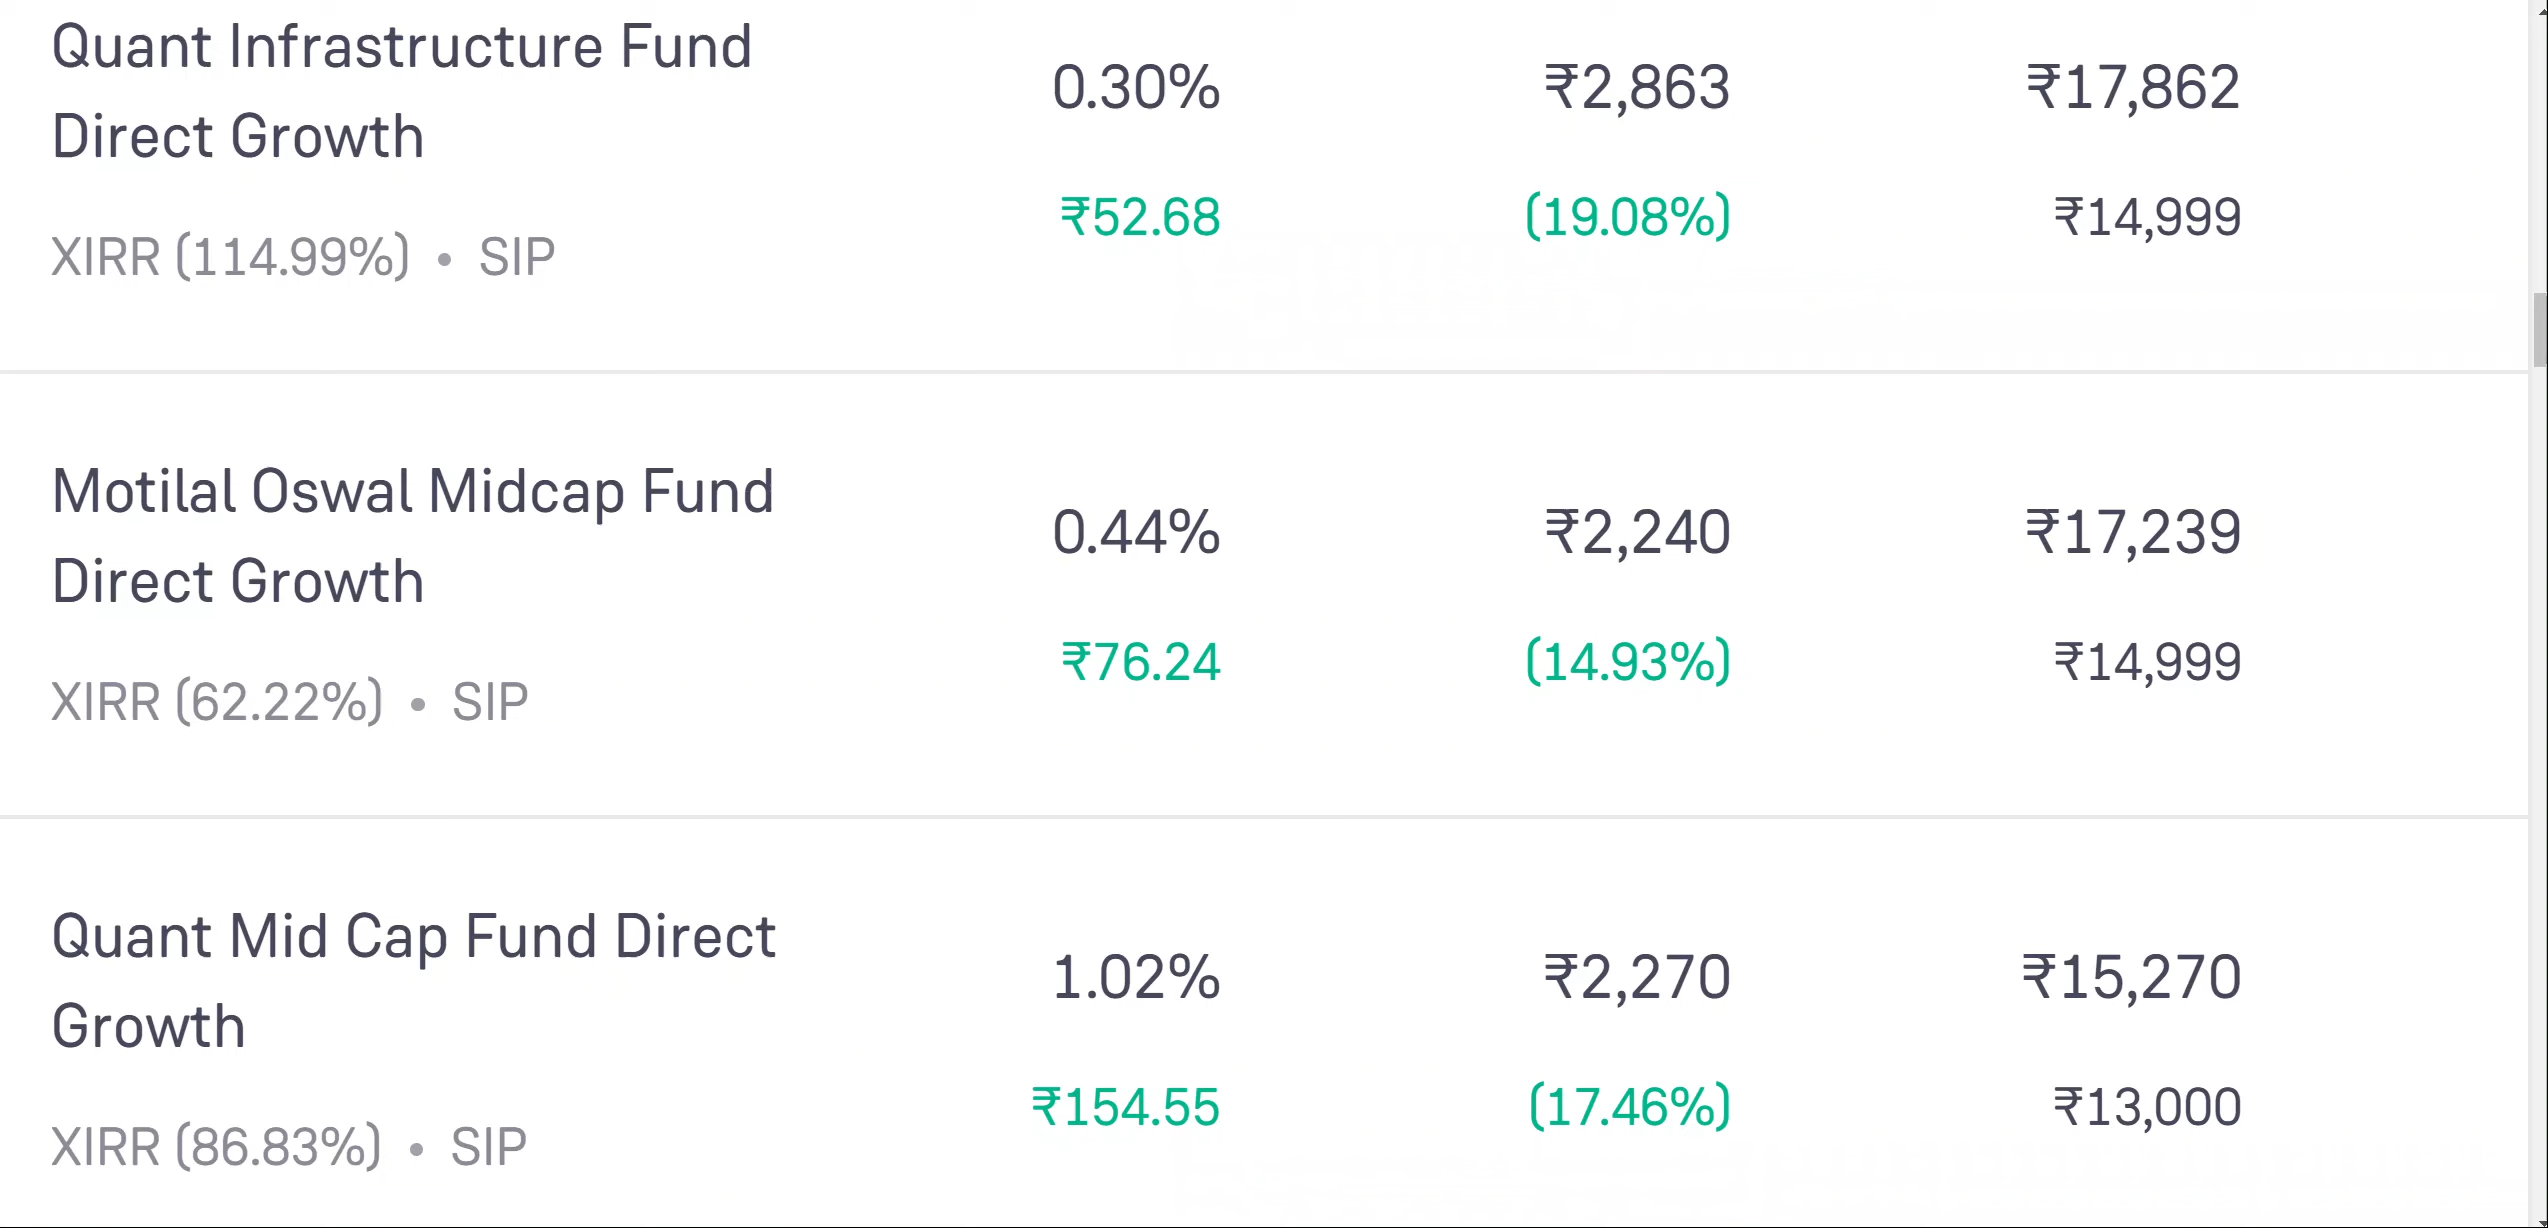 Quant Infrastructure Fund
Direct Growth
XIRR (114.99%) • SIP
0.30%
₹52.68
₹2,863
(19.08%)
₹17,862
₹14,999
Motilal Oswal Midcap Fund
Direct Growth
XIRR (62.22%) • SIP
0.44%
₹76.24
₹2,240
(14.93%)
₹17,239
₹14,999
Quant Mid Cap Fund Direct
Growth
XIRR (86.83%) • SIP
1.02%
₹154.55
₹2,270
(17.46%)
₹15,270
₹13,000